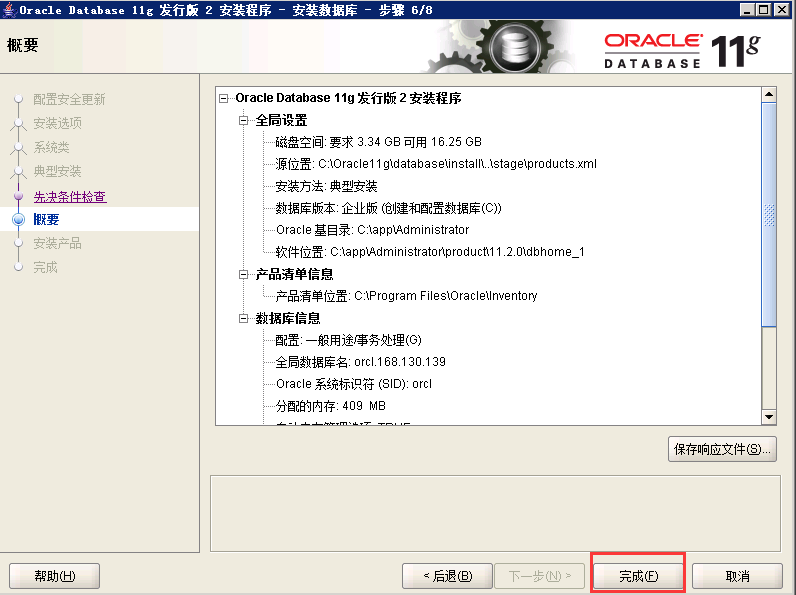 Oracle Database 11g 发行版 2 安装程序 - 安装数据库 - 步骤 6/8
概要
ORACLE
DATABASE
11g
配置安全更新
安装选项
系统类
典型安装
先决条件检查
概要
安装产品
完成
Oracle Database 11g 发行版 2 安装程序
全局设置
磁盘空间: 要求 3.34 GB 可用 16.25 GB
源位置: C:\Oracle11g\database\install\..\stage\products.xml
安装方法: 典型安装
数据库版本: 企业版 (创建和配置数据库(C))
Oracle 基目录: C:\app\Administrator
软件位置: C:\app\Administrator\product\11.2.0\dbhome_1
产品清单信息
产品清单位置: C:\Program Files\Oracle\Inventory
数据库信息
配置: 一般用途/事务处理(G)
全局数据库名: orcl.168.130.139
Oracle 系统标识符 (SID): orcl
分配的内存: 409 MB
保存响应文件(S)...
帮助(H)
< 后退(B)
下一步(N) >
完成(F)
取消